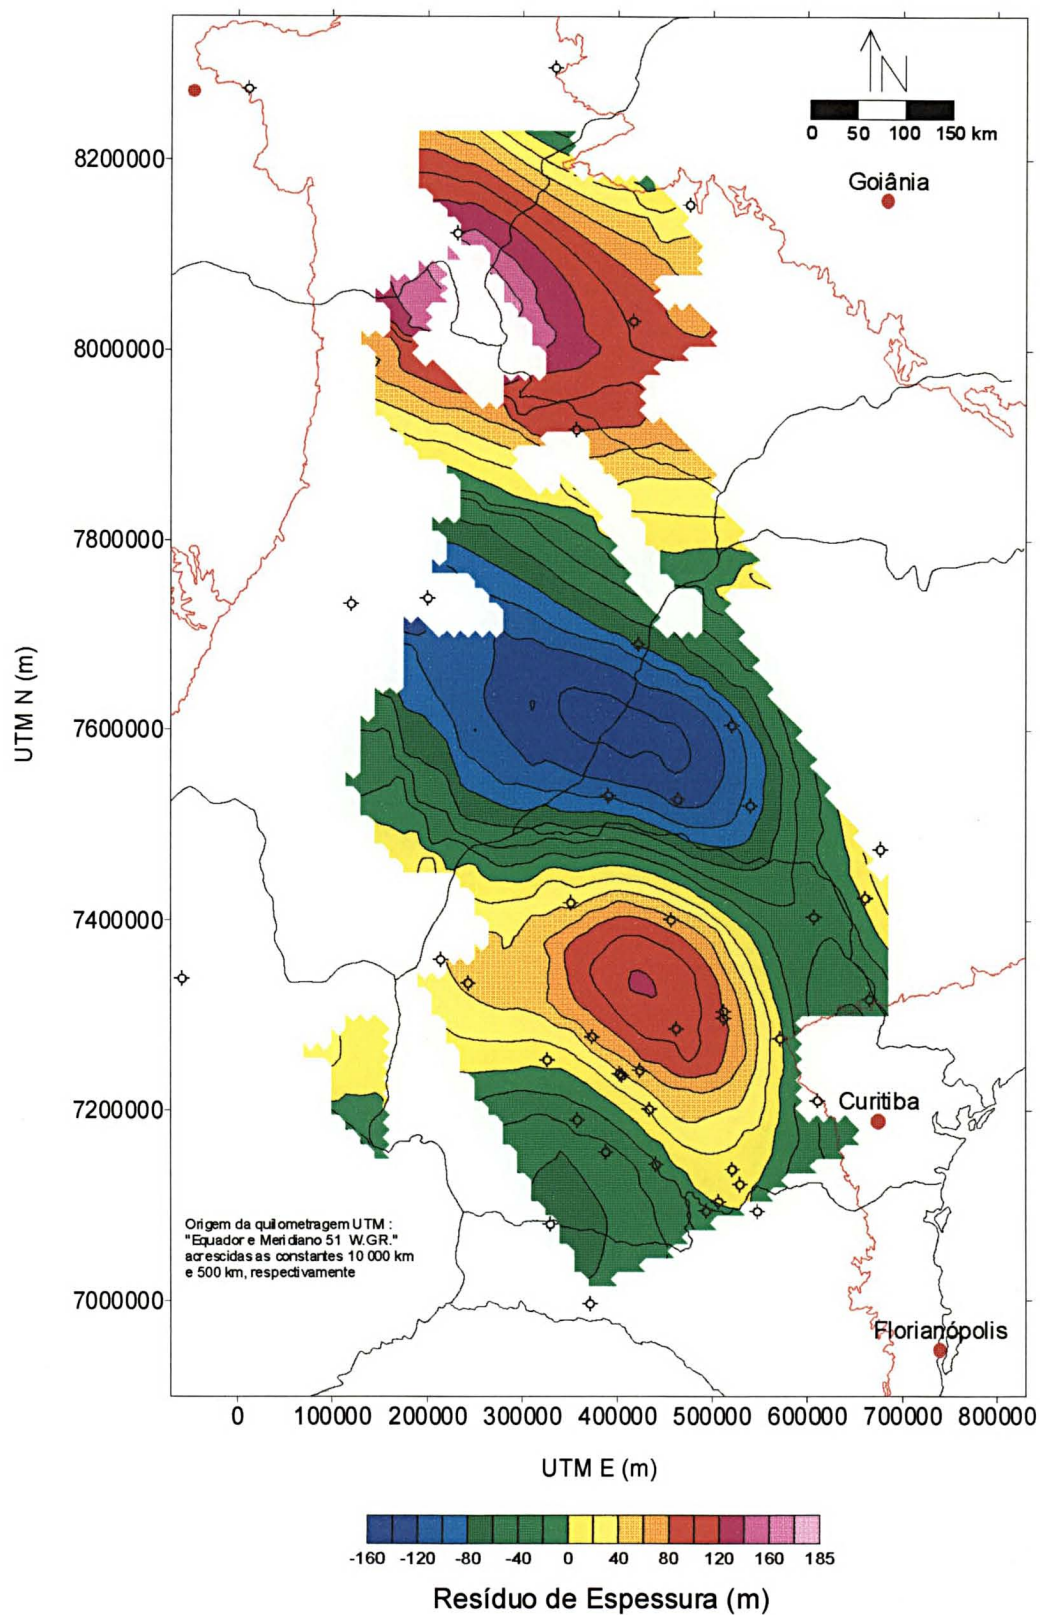 N
0 50 100 150 km
Goiânia
8200000
8000000
7800000
7600000
7400000
7200000
7000000
UTM N (m)
Curitiba
Origem da quilometragem UTM :
"Equador e Meridiano 51 W.GR."
acrescidas as constantes 10 000 km
e 500 km, respectivamente
Florianópolis
0 100000 200000 300000 400000 500000 600000 700000 800000
UTM E (m)
-160 -120 -80 -40 0 40 80 120 160 185
Resíduo de Espessura (m)